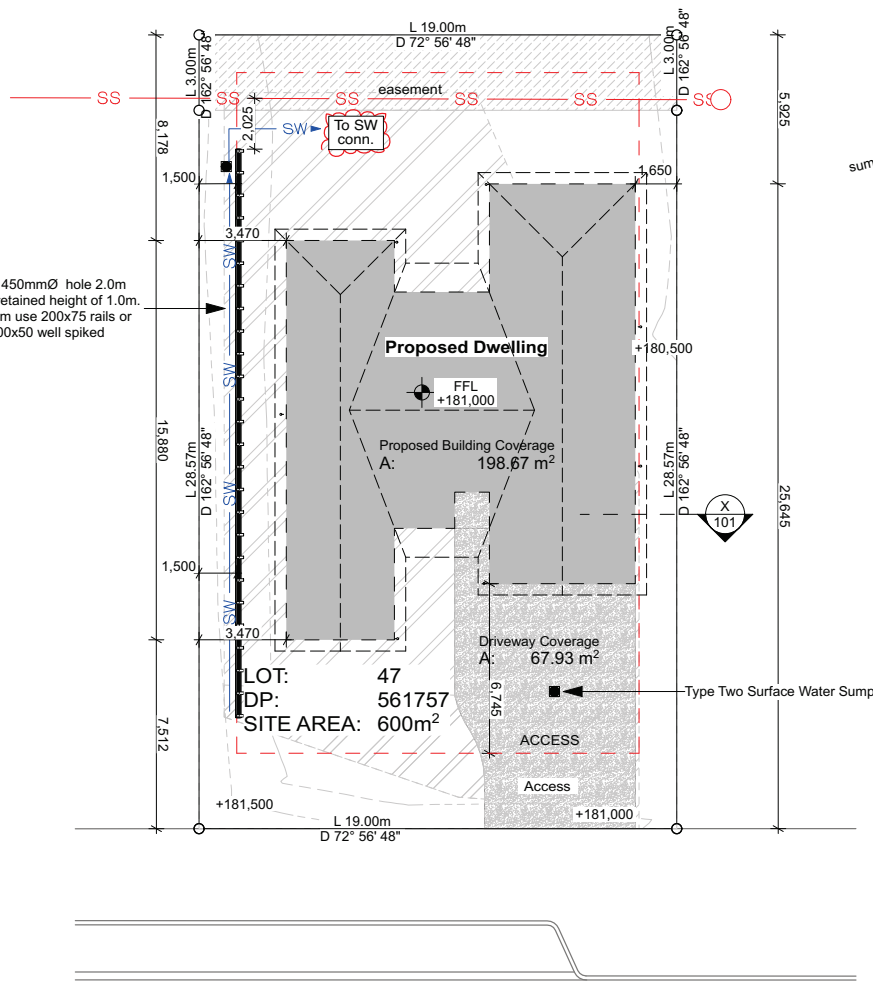 L 19.00m
D 72° 56' 48"
L 3.00m
D 162° 56' 48"
L 3.00m
D 162° 56' 48"
SS
SS
SS
SS
SS
SS
easement
8,178
2,025
SW
To SW
conn.
5,925
1,500
1,650
sum
3,470
SW
450mmØ hole 2.0m
retained height of 1.0m.
m use 200x75 rails or
00x50 well spiked
Proposed Dwelling
+180,500
FFL
+181,000
SW
15,880
L 28.57m
D 162° 56' 48"
Proposed Building Coverage
A: 198.67 m²
L 28.57m
D 162° 56' 48"
25,645
SW
X
101
1,500
SW
3,470
Driveway Coverage
A: 67.93 m²
LOT: 47
DP: 561757
SITE AREA: 600m²
6,745
Type Two Surface Water Sump
7,512
ACCESS
Access
+181,500
+181,000
L 19.00m
D 72° 56' 48"